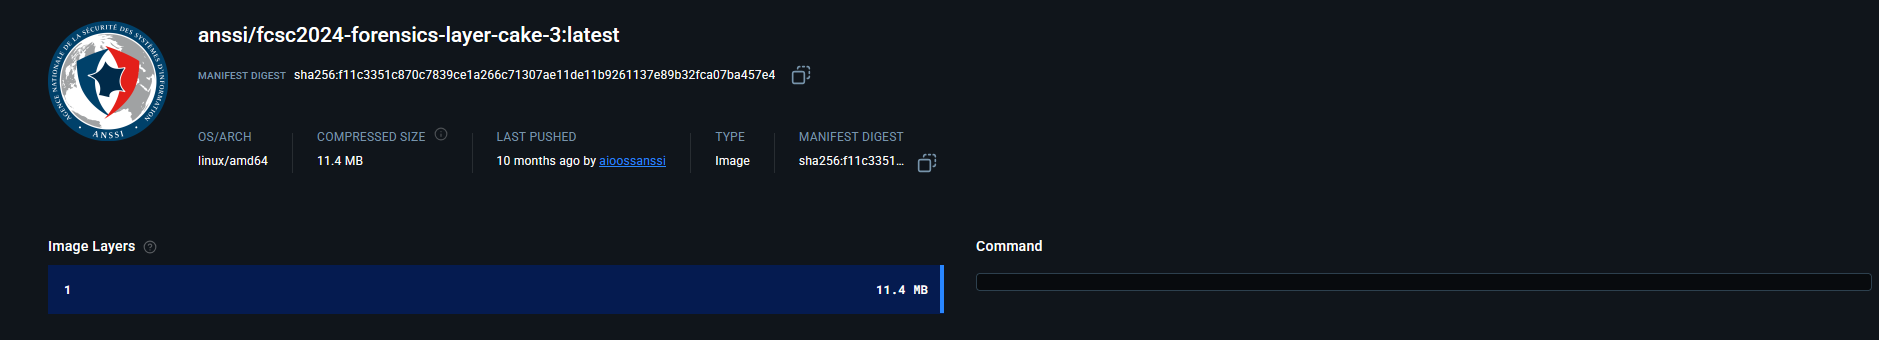 anssi/fcsc2024-forensics-layer-cake-3:latest
MANIFEST DIGEST sha256:f11c3351c870c7839ce1a266c71307ae11de11b9261137e89b32fca07ba457e4
AGENCE NATIONALE DE LA SÉCURITÉ DES SYSTÈMES D'INFORMATION
ANSSI
OS/ARCH
linux/amd64
COMPRESSED SIZE
11.4 MB
LAST PUSHED
10 months ago by aioossanssi
TYPE
Image
MANIFEST DIGEST
sha256:f11c3351...
Image Layers
1 11.4 MB
Command